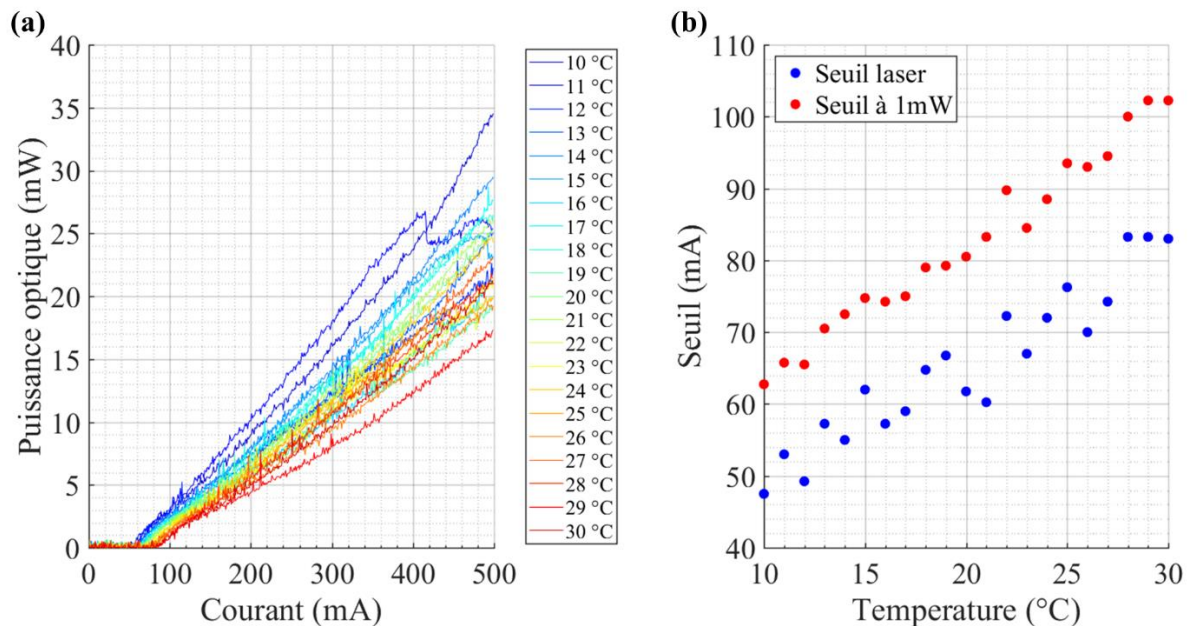 (a)
Puissance optique (mW)
40
35
30
25
20
15
10
5
0
0 100 200 300 400 500
Courant (mA)
10 °C
11 °C
12 °C
13 °C
14 °C
15 °C
16 °C
17 °C
18 °C
19 °C
20 °C
21 °C
22 °C
23 °C
24 °C
25 °C
26 °C
27 °C
28 °C
29 °C
30 °C
(b)
Seuil (mA)
110
100
90
80
70
60
50
40
10 15 20 25 30
Temperature (°C)
Seuil laser
Seuil à 1mW